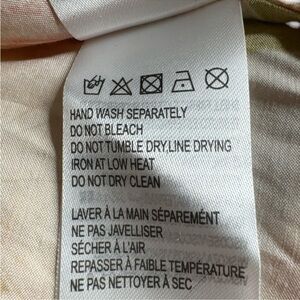 HAND WASH SEPARATELY
DO NOT BLEACH
DO NOT TUMBLE DRY,LINE DRYING
IRON AT LOW HEAT
DO NOT DRY CLEAN
LAVER À LA MAIN SÉPARÉMENT
NE PAS JAVELLISER
SÉCHER À L'AIR
REPASSER À FAIBLE TEMPÉRATURE
NE PAS NETTOYER À SEC